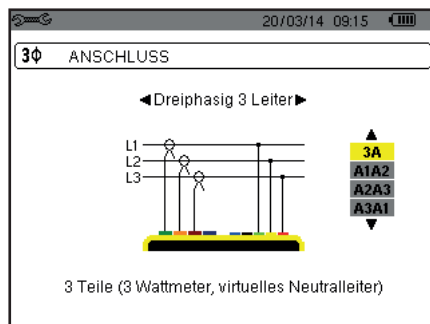 20/03/14 09:15
3Φ ANSCHLUSS
◄Dreiphasig 3 Leiter►
L1
L2
L3
3A
A1A2
A2A3
A3A1
3 Teile (3 Wattmeter, virtuelles Neutralleiter)